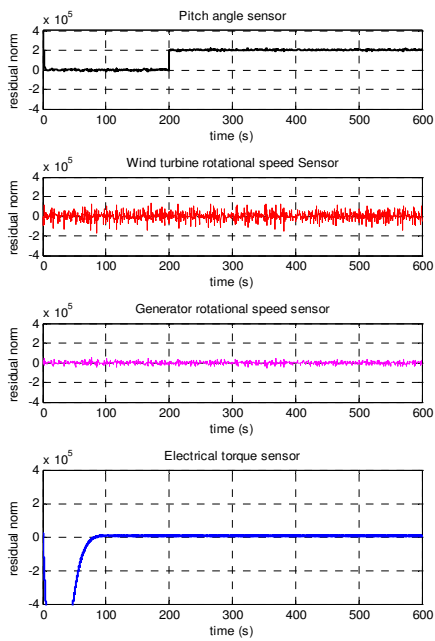 Pitch angle sensor
x 10^5
residual norm
4
2
0
-2
-4
0 100 200 300 400 500 600
time (s)
Wind turbine rotational speed Sensor
x 10^5
residual norm
4
2
0
-2
-4
0 100 200 300 400 500 600
time (s)
Generator rotational speed sensor
x 10^5
residual norm
4
2
0
-2
-4
0 100 200 300 400 500 600
time (s)
Electrical torque sensor
x 10^5
residual norm
4
2
0
-2
-4
0 100 200 300 400 500 600
time (s)